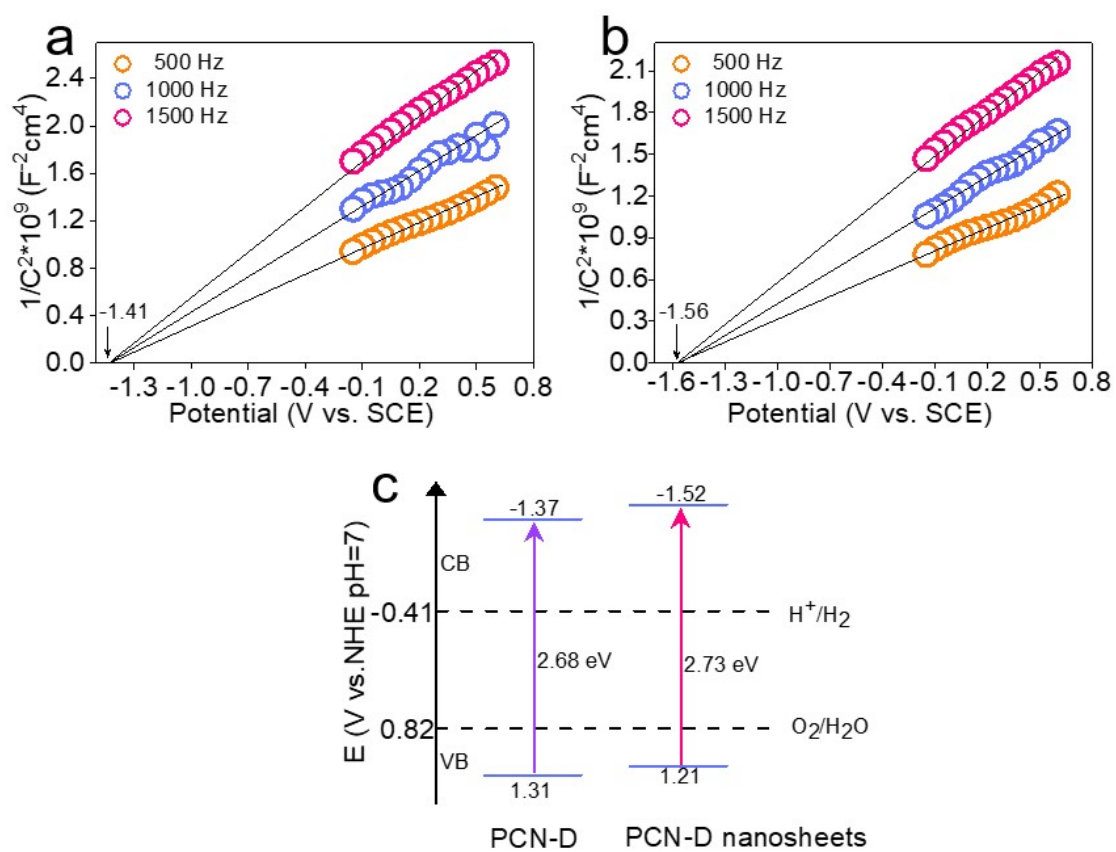 a
500 Hz
1000 Hz
1500 Hz
2.4
2.0
1.6
1.2
0.8
0.4
0.0
1/C²*10⁹ (F⁻²cm⁴)
-1.41
-1.3 -1.0 -0.7 -0.4 -0.1 0.2 0.5 0.8
Potential (V vs. SCE)
b
500 Hz
1000 Hz
1500 Hz
2.1
1.8
1.5
1.2
0.9
0.6
0.3
0.0
1/C²*10⁹ (F⁻²cm⁴)
-1.56
-1.6 -1.3 -1.0 -0.7 -0.4 -0.1 0.2 0.5 0.8
Potential (V vs. SCE)
c
E (V vs.NHE pH=7)
-1.37
-1.52
CB
-0.41
H⁺/H₂
2.68 eV
2.73 eV
0.82
O₂/H₂O
VB
1.31
1.21
PCN-D
PCN-D nanosheets